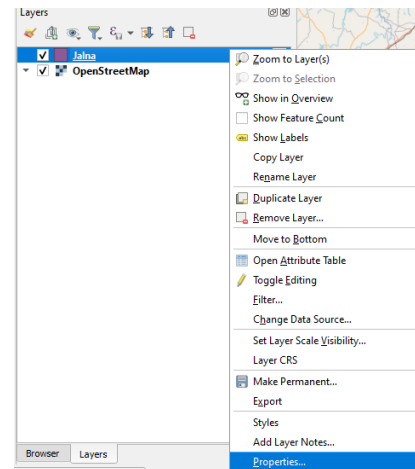 Layers
Jalna
OpenStreetMap
Zoom to Layer(s)
Zoom to Selection
Show in Overview
Show Feature Count
Show Labels
Copy Layer
Rename Layer
Duplicate Layer
Remove Layer...
Move to Bottom
Open Attribute Table
Toggle Editing
Filter...
Change Data Source...
Set Layer Scale Visibility...
Layer CRS
Make Permanent...
Export
Styles
Add Layer Notes...
Properties...
Browser
Layers